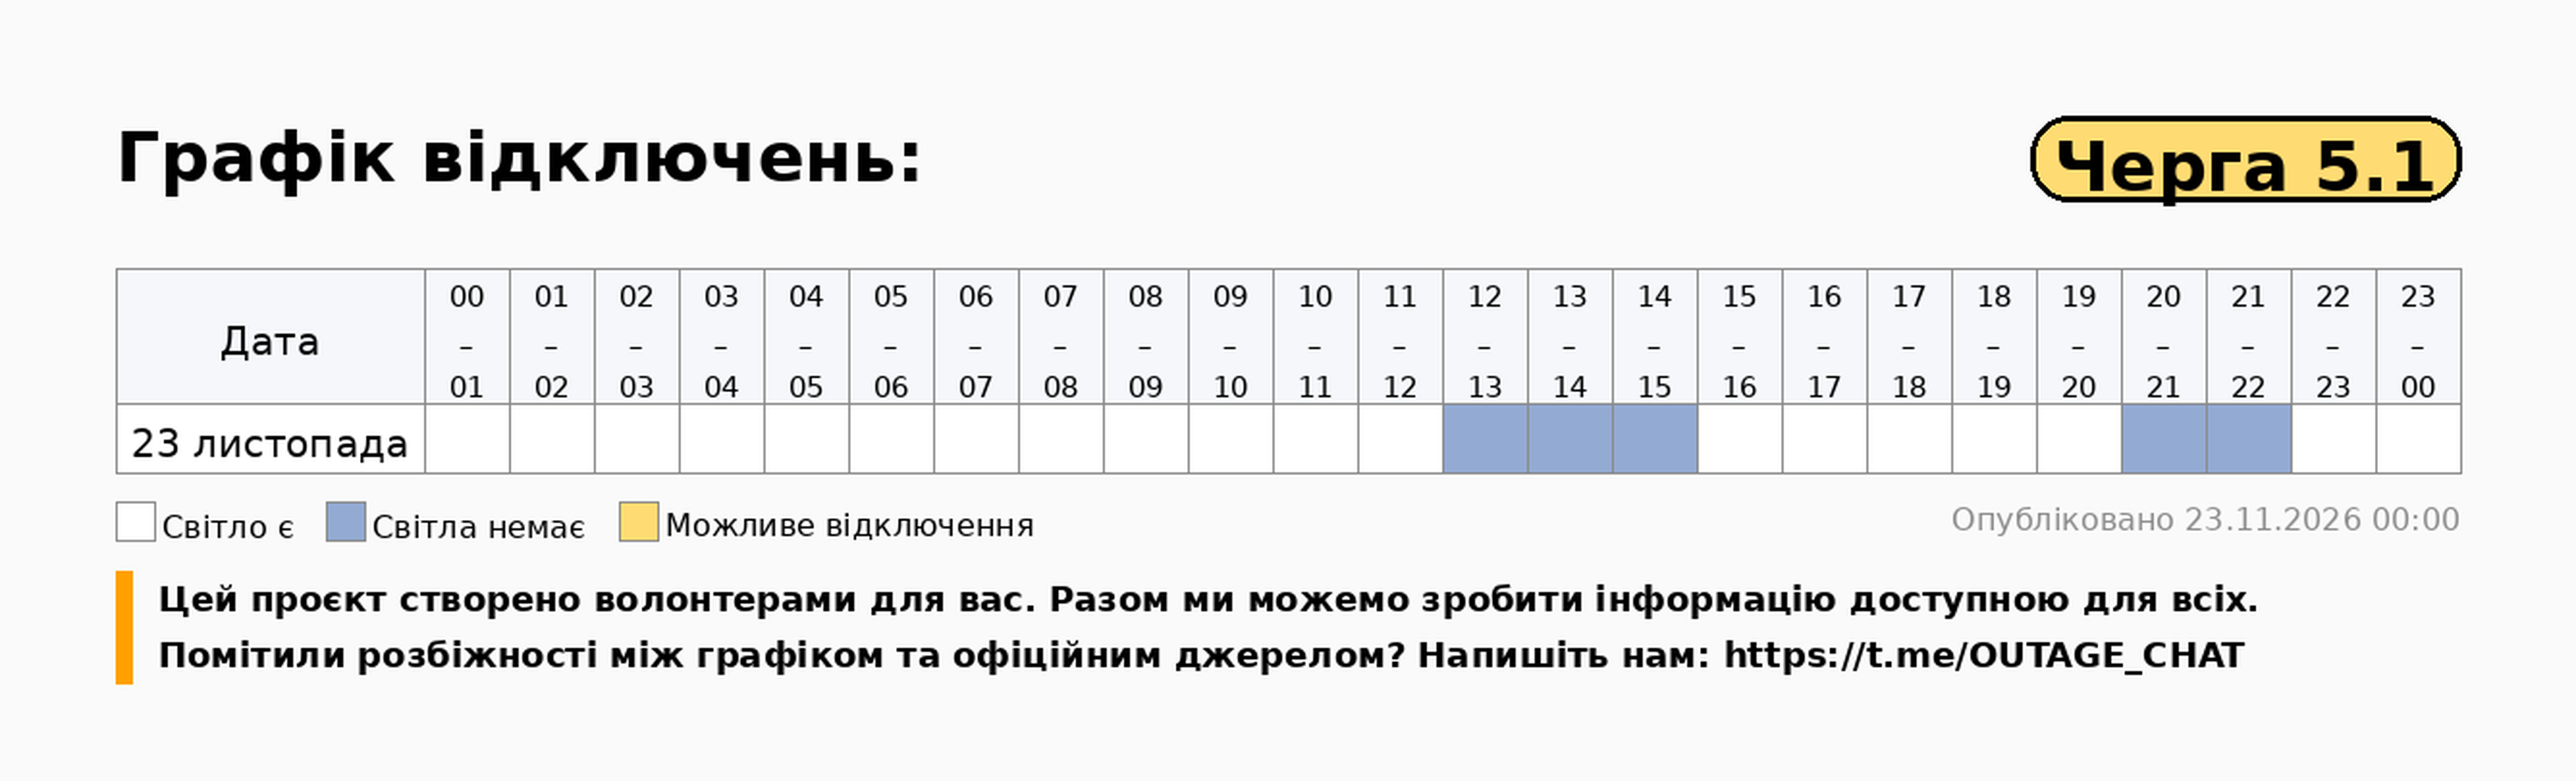 Графік відключень:
Черга 5.1
Дата
00 – 01
01 – 02
02 – 03
03 – 04
04 – 05
05 – 06
06 – 07
07 – 08
08 – 09
09 – 10
10 – 11
11 – 12
12 – 13
13 – 14
14 – 15
15 – 16
16 – 17
17 – 18
18 – 19
19 – 20
20 – 21
21 – 22
22 – 23
23 – 00
23 листопада
Світло є
Світла немає
Можливе відключення
Опубліковано 23.11.2026 00:00
Цей проєкт створено волонтерами для вас. Разом ми можемо зробити інформацію доступною для всіх.
Помітили розбіжності між графіком та офіційним джерелом? Напишіть нам: https://t.me/OUTAGE_CHAT